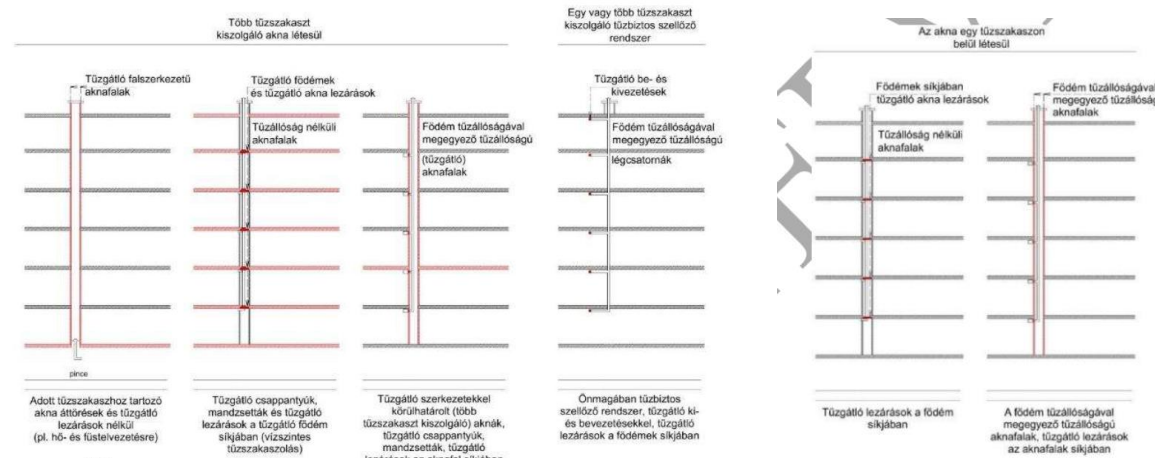 Több tűzszakaszt
kiszolgáló akna létesül
Egy vagy több tűzszakaszt
kiszolgáló tűzbiztos szellőző
rendszer
Az akna egy tűzszakaszon
belül létesül
Tűzgátló falszerkezetű
aknafalak
Tűzgátló födémek
és tűzgátló akna lezárások
Tűzállóság nélküli
aknafalak
Födém tűzállóságával
megegyező tűzállóságú
(tűzgátló)
aknafalak
Tűzgátló be- és
kivezetések
Födém tűzállóságával
megegyező tűzállóságú
légcsatornák
Födémek síkjában
tűzgátló akna lezárások
Tűzállóság nélküli
aknafalak
Födém tűzállóságával
megegyező tűzállóság
aknafalak
pince
Adott tűzszakaszhoz tartozó
akna áttörések és tűzgátló
lezárások nélkül
(pl. hő- és füstelvezetésre)
Tűzgátló csappantyúk,
mandzsetták és tűzgátló
lezárások a tűzgátló födém
síkjában (vízszintes
tűzszakaszolás)
Tűzgátló szerkezetekkel
körülhatárolt (több
tűzszakaszt kiszolgáló) aknák,
tűzgátló csappantyúk,
mandzsetták, tűzgátló
lezárások az aknafal síkjában
Önmagában tűzbiztos
szellőző rendszer, tűzgátló ki-
és bevezetésekkel, tűzgátló
lezárások a födémek síkjában
Tűzgátló lezárások a födém
síkjában
A födém tűzállóságával
megegyező tűzállóságú
aknafalak, tűzgátló lezárások
az aknafalak síkjában